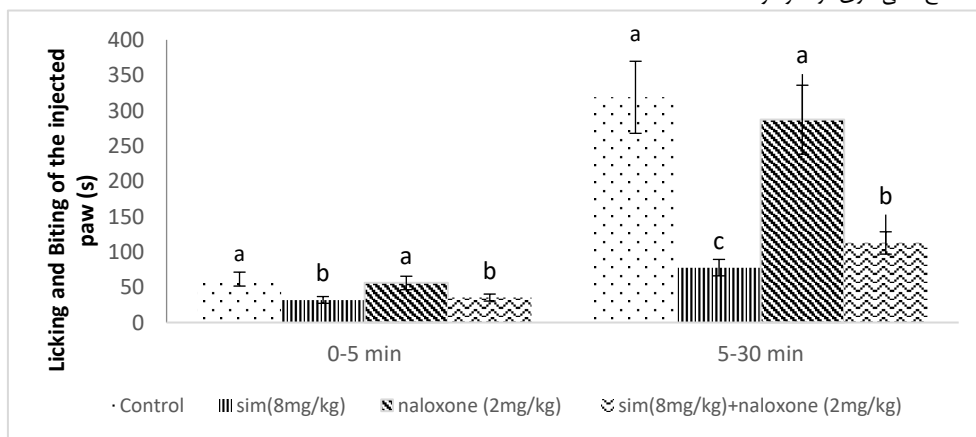 400
350
300
250
200
150
100
50
0
Licking and Biting of the injected
paw (s)
a
b
a
b
a
c
a
b
0-5 min
5-30 min
Control
sim(8mg/kg)
naloxone (2mg/kg)
sim(8mg/kg)+naloxone (2mg/kg)